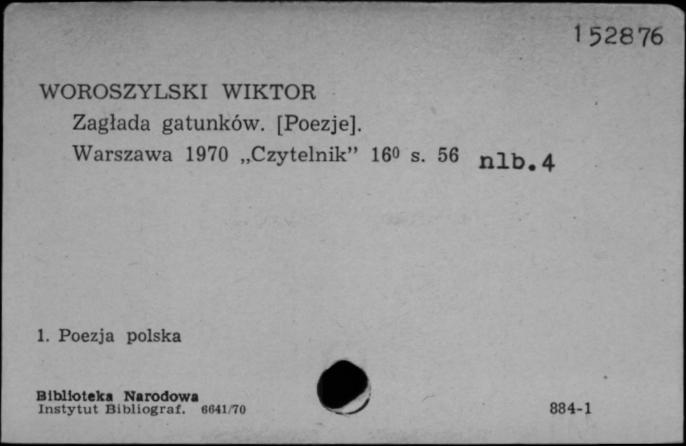 152876
WOROSZYLSKI WIKTOR
Zagłada gatunków. [Poezje].
Warszawa 1970 „Czytelnik” 16⁰ s. 56 nlb.4
1. Poezja polska
Biblioteka Narodowa
Instytut Bibliograf. 6641/70
884-1